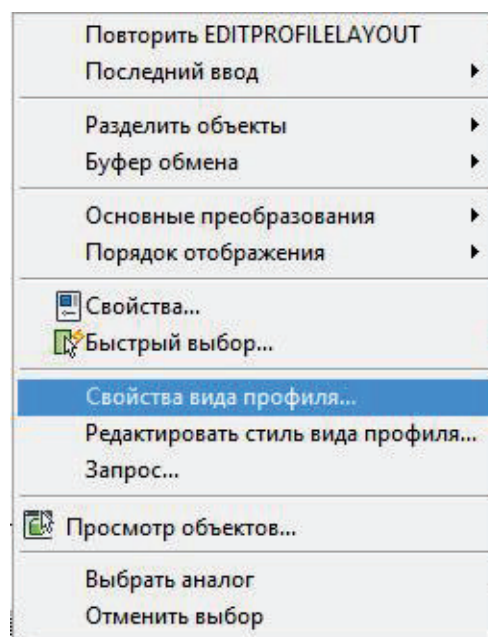 Повторить EDITPROFILELAYOUT
Последний ввод
Разделить объекты
Буфер обмена
Основные преобразования
Порядок отображения
Свойства...
Быстрый выбор...
Свойства вида профиля...
Редактировать стиль вида профиля...
Запрос...
Просмотр объектов...
Выбрать аналог
Отменить выбор